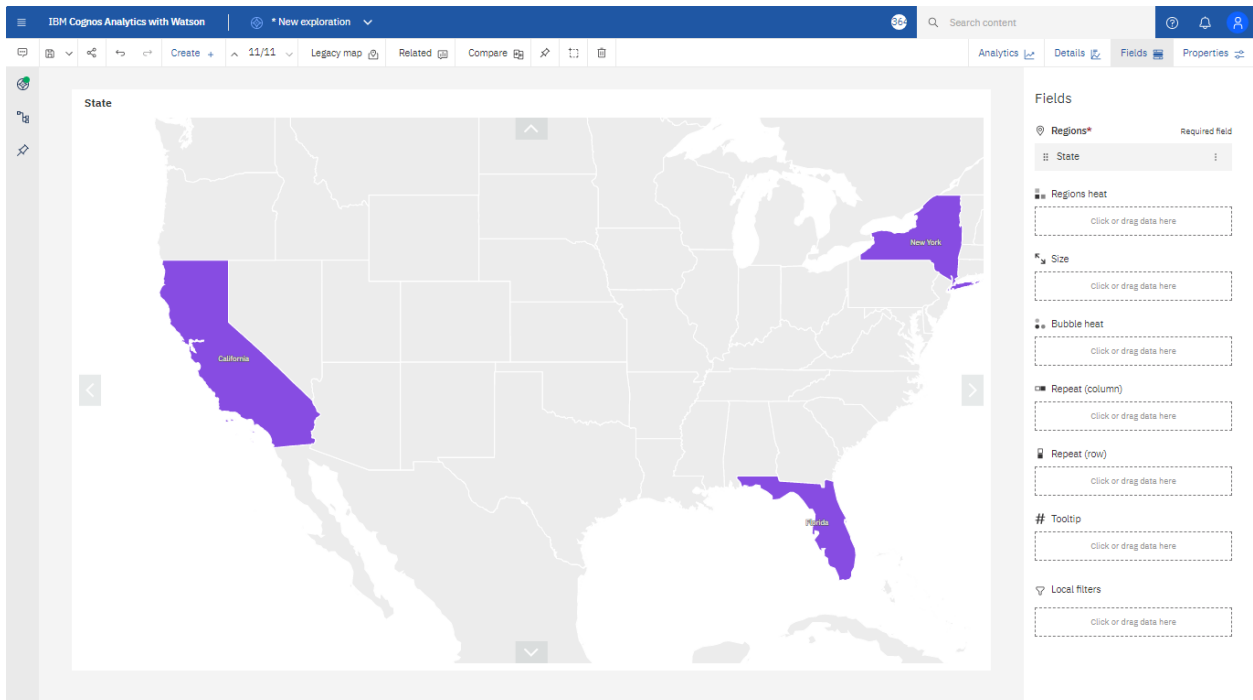 IBM Cognos Analytics with Watson
* New exploration
364
Search content
Create +
11/11
Legacy map
Related
Compare
Analytics
Details
Fields
Properties
State
New York
California
Florida
Fields
Regions*
Required field
State
Regions heat
Click or drag data here
Size
Click or drag data here
Bubble heat
Click or drag data here
Repeat (column)
Click or drag data here
Repeat (row)
Click or drag data here
# Tooltip
Click or drag data here
Local filters
Click or drag data here